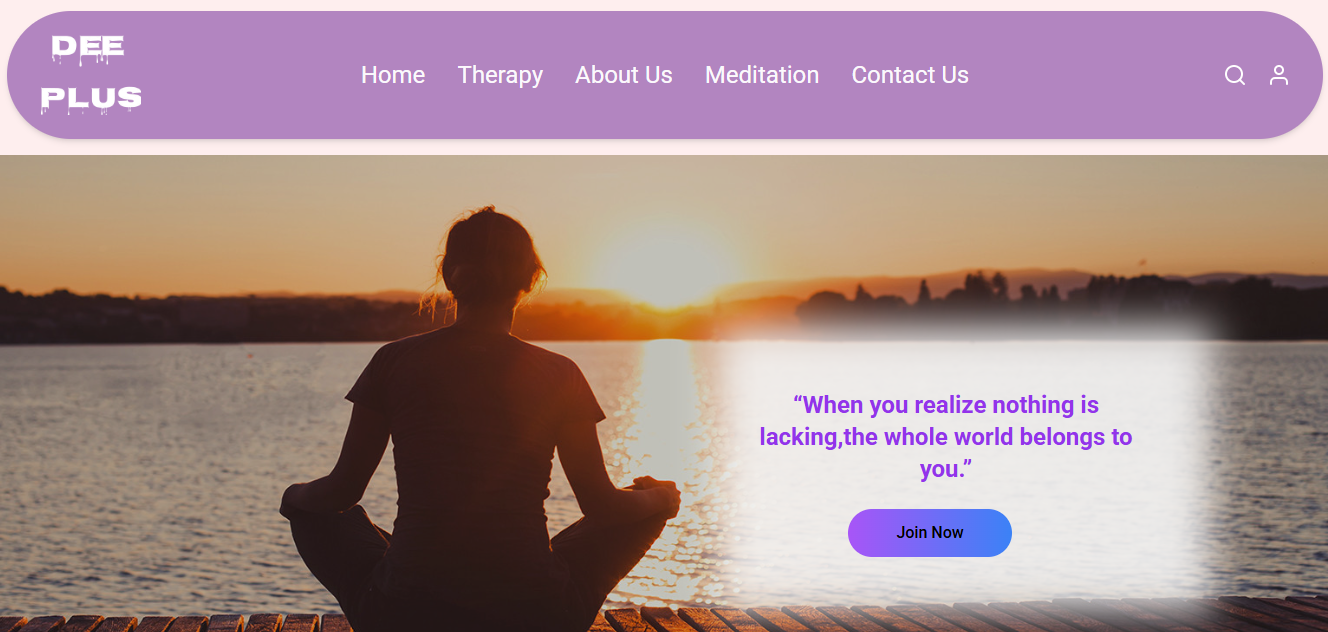 DEE
PLUS
Home Therapy About Us Meditation Contact Us
“When you realize nothing is
lacking,the whole world belongs to
you.”
Join Now